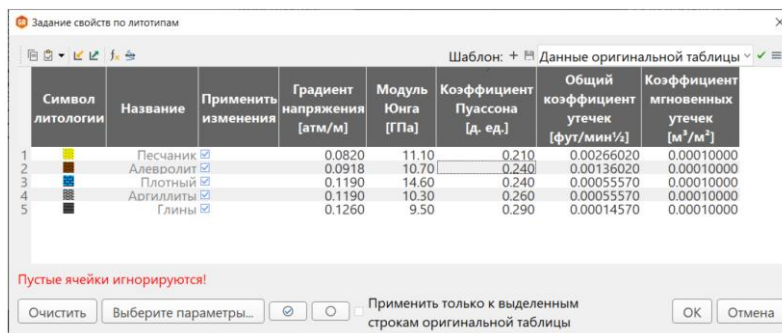 Задание свойств по литотипам
Шаблон: + Данные оригинальной таблицы
Символ литологии Название Применить изменения Градиент напряжения [атм/м] Модуль Юнга [ГПа] Коэффициент Пуассона [д. ед.] Общий коэффициент утечек [фут/мин½] Коэффициент мгновенных утечек [м³/м²]
1 Песчаник 0.0820 11.10 0.210 0.00266020 0.00010000
2 Алевролит 0.0918 10.70 0.240 0.00136020 0.00010000
3 Плотный 0.1190 14.60 0.240 0.00055570 0.00010000
4 Аргиллиты 0.1190 10.30 0.260 0.00055570 0.00010000
5 Глины 0.1260 9.50 0.290 0.00014570 0.00010000
Пустые ячейки игнорируются!
Очистить Выберите параметры... Применить только к выделенным строкам оригинальной таблицы ОК Отмена